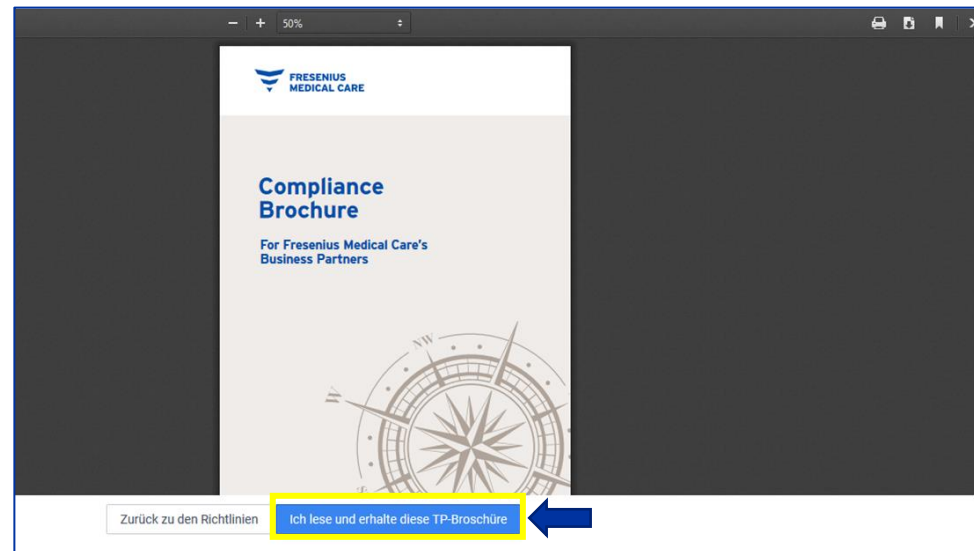 50%
FRESENIUS
MEDICAL CARE
Compliance
Brochure
For Fresenius Medical Care's
Business Partners
NW
W
Zurück zu den Richtlinien
Ich lese und erhalte diese TP-Broschüre